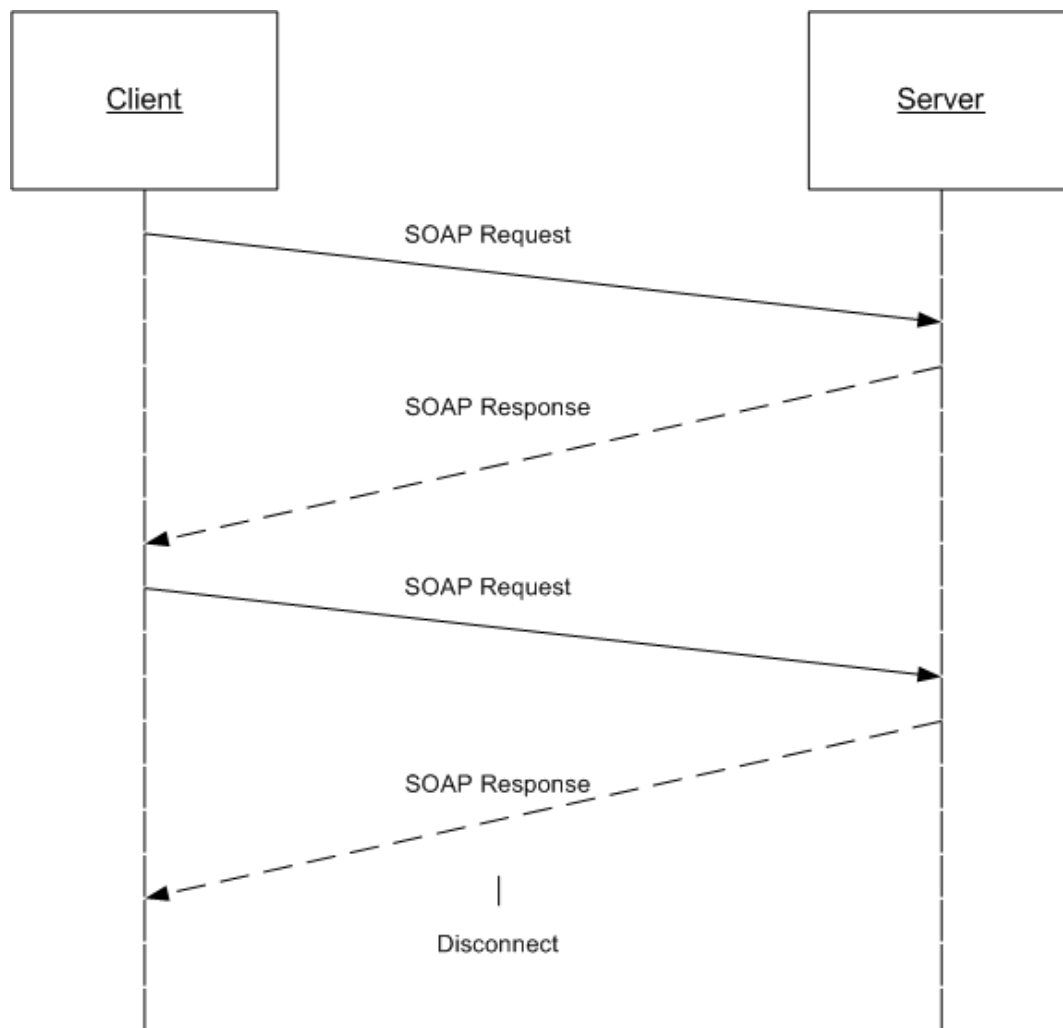 Client
Server
SOAP Request
SOAP Response
SOAP Request
SOAP Response
Disconnect